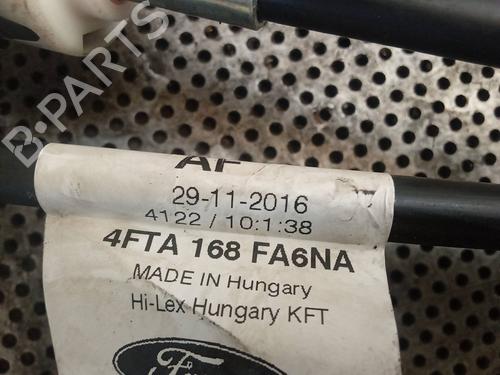 B-PARTS
AF
29-11-2016
4122 / 10:1:38
4FTA 168 FA6NA
MADE IN Hungary
Hi-Lex Hungary KFT
Ford